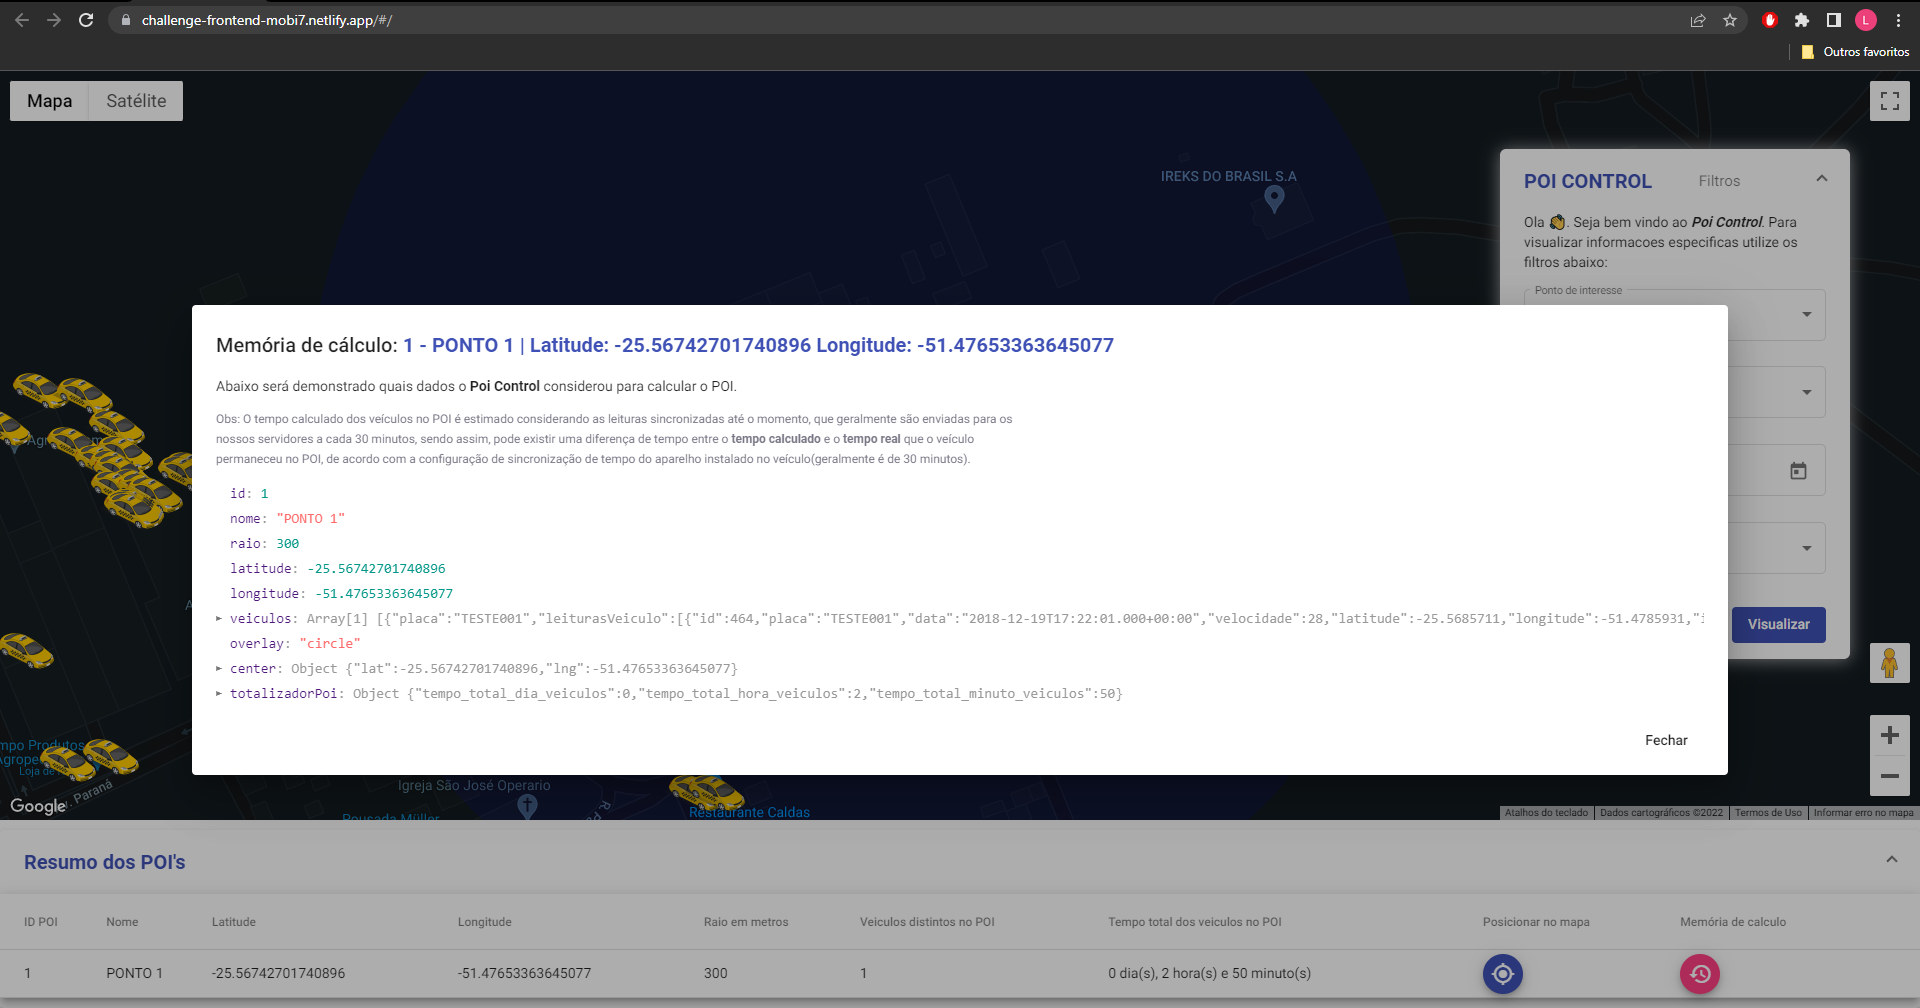 challenge-frontend-mobi7.netlify.app/#/
L
Outros favoritos
Mapa
Satélite
IREKS DO BRASIL S.A
POI CONTROL
Filtros
Ola 👏. Seja bem vindo ao Poi Control. Para
visualizar informacoes especificas utilize os
filtros abaixo:
Ponto de interesse
Memória de cálculo: 1 - PONTO 1 | Latitude: -25.56742701740896 Longitude: -51.47653363645077
Abaixo será demonstrado quais dados o Poi Control considerou para calcular o POI.
Obs: O tempo calculado dos veículos no POI é estimado considerando as leituras sincronizadas até o momento, que geralmente são enviadas para os
nossos servidores a cada 30 minutos, sendo assim, pode existir uma diferença de tempo entre o tempo calculado e o tempo real que o veículo
permaneceu no POI, de acordo com a configuração de sincronização de tempo do aparelho instalado no veículo(geralmente é de 30 minutos).
id: 1
nome: "PONTO 1"
raio: 300
latitude: -25.56742701740896
longitude: -51.47653363645077
veiculos: Array[1] [{"placa":"TESTE001","leiturasVeiculo":[{"id":464,"placa":"TESTE001","data":"2018-12-19T17:22:01.000+00:00","velocidade":28,"latitude":-25.5685711,"longitude":-51.4785931,"i
overlay: "circle"
center: Object {"lat":-25.56742701740896,"lng":-51.47653363645077}
totalizadorPoi: Object {"tempo_total_dia_veiculos":0,"tempo_total_hora_veiculos":2,"tempo_total_minuto_veiculos":50}
Fechar
Visualizar
mpo Produtos
Agrope
Loja de
Paraná
Google
Igreja São José Operario
Pousada Müller
Restaurante Caldas
Atalhos do teclado
Dados cartográficos ©2022
Termos de Uso
Informar erro no mapa
Resumo dos POI's
ID POI Nome Latitude Longitude Raio em metros Veiculos distintos no POI Tempo total dos veiculos no POI Posicionar no mapa Memória de calculo
1 PONTO 1 -25.56742701740896 -51.47653363645077 300 1 0 dia(s), 2 hora(s) e 50 minuto(s)